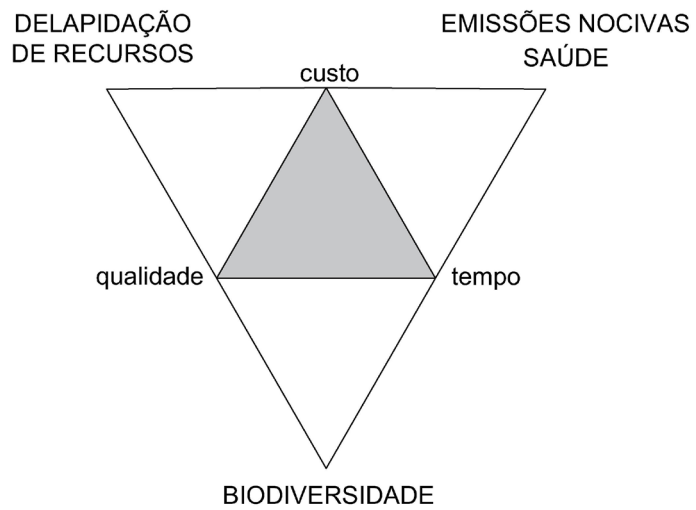 DELAPIDAÇÃO
DE RECURSOS
EMISSÕES NOCIVAS
SAÚDE
custo
qualidade
tempo
BIODIVERSIDADE